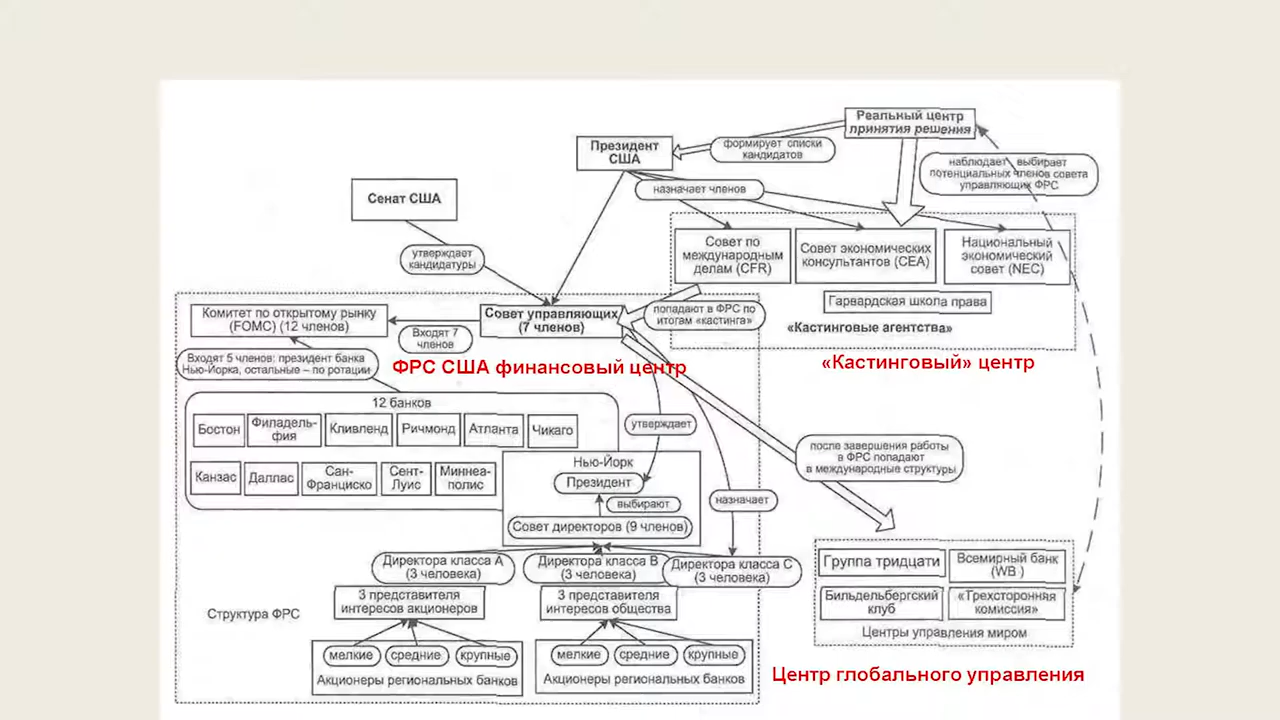 Реальный центр
принятия решения
Президент
США
формирует списки
кандидатов
наблюдает, выбирает
потенциальных членов совета
управляющих ФРС
назначает членов
Сенат США
утверждает
кандидатуры
Совет по
международным
делам (CFR)
Совет экономических
консультантов (CEA)
Национальный
экономический
совет (NEC)
Гарвардская школа права
«Кастинговые агентства»
«Кастинговый» центр
Комитет по открытому рынку
(FOMC) (12 членов)
Входят 7
членов
Совет управляющих
(7 членов)
попадают в ФРС по
итогам «кастинга»
Входят 5 членов: президент банка
Нью-Йорка, остальные – по ротации
ФРС США финансовый центр
12 банков
Бостон
Филадель-
фия
Кливленд
Ричмонд
Атланта
Чикаго
Канзас
Даллас
Сан-
Франциско
Сент-
Луис
Миннеа-
полис
утверждает
Нью-Йорк
Президент
выбирают
Совет директоров (9 членов)
назначает
после завершения работы
в ФРС попадают
в международные структуры
Директора класса А
(3 человека)
Директора класса В
(3 человека)
Директора класса С
(3 человека)
3 представителя
интересов акционеров
3 представителя
интересов общества
Структура ФРС
мелкие
средние
крупные
Акционеры региональных банков
мелкие
средние
крупные
Акционеры региональных банков
Группа тридцати
Всемирный банк
(WB )
Бильдельбергский
клуб
«Трехсторонняя
комиссия»
Центры управления миром
Центр глобального управления